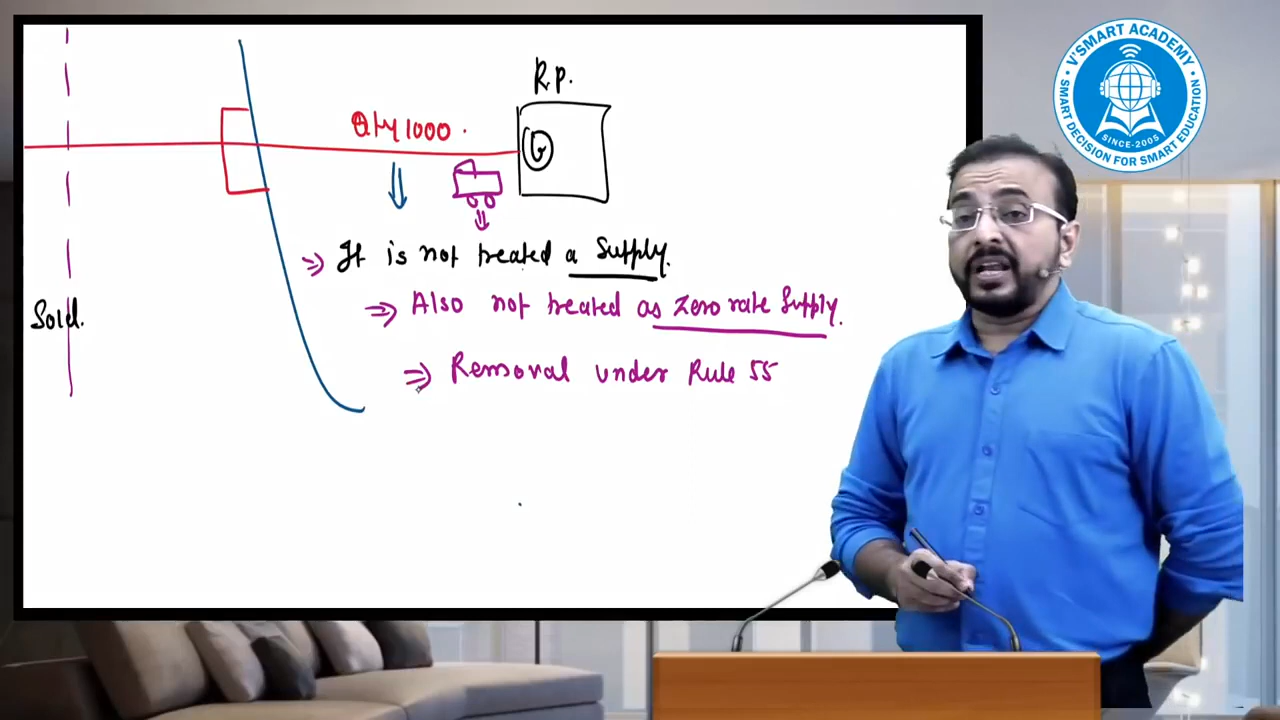 V'SMART ACADEMY
SMART DECISION FOR SMART EDUCATION
SINCE-2005
R.P.
Qty 1000.
G
⇒ It is not treated a Supply.
⇒ Also not treated as Zero rate Supply.
Sold.
⇒ Removal under Rule 55